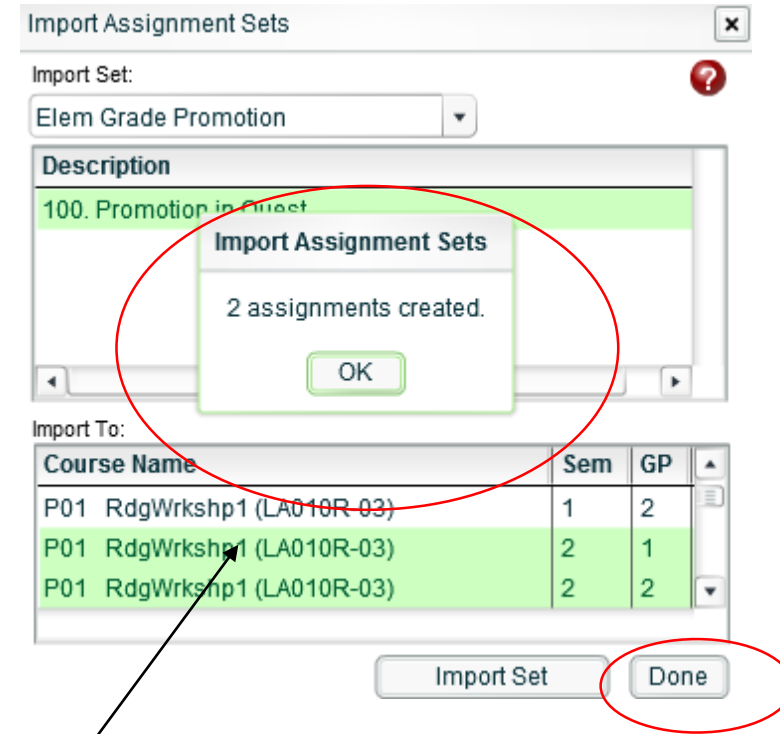 Import Assignment Sets
Import Set:
Elem Grade Promotion
Description
100. Promotion in Quest
Import Assignment Sets
2 assignments created.
OK
Import To:
Course Name Sem GP
P01 RdgWrkshp1 (LA010R-03) 1 2
P01 RdgWrkshp1 (LA010R-03) 2 1
P01 RdgWrkshp1 (LA010R-03) 2 2
Import Set Done